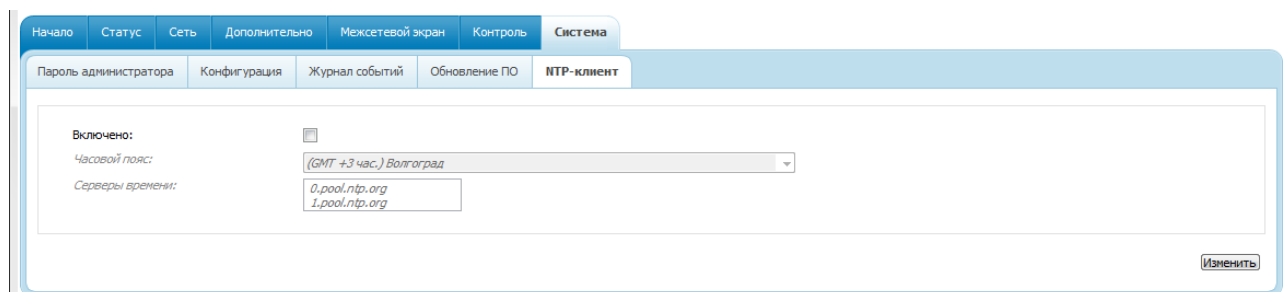 Начало Статус Сеть Дополнительно Межсетевой экран Контроль Система
Пароль администратора Конфигурация Журнал событий Обновление ПО NTP-клиент
Включено:
Часовой пояс: (GMT +3 час.) Волгоград
Серверы времени: 0.pool.ntp.org
1.pool.ntp.org
Изменить